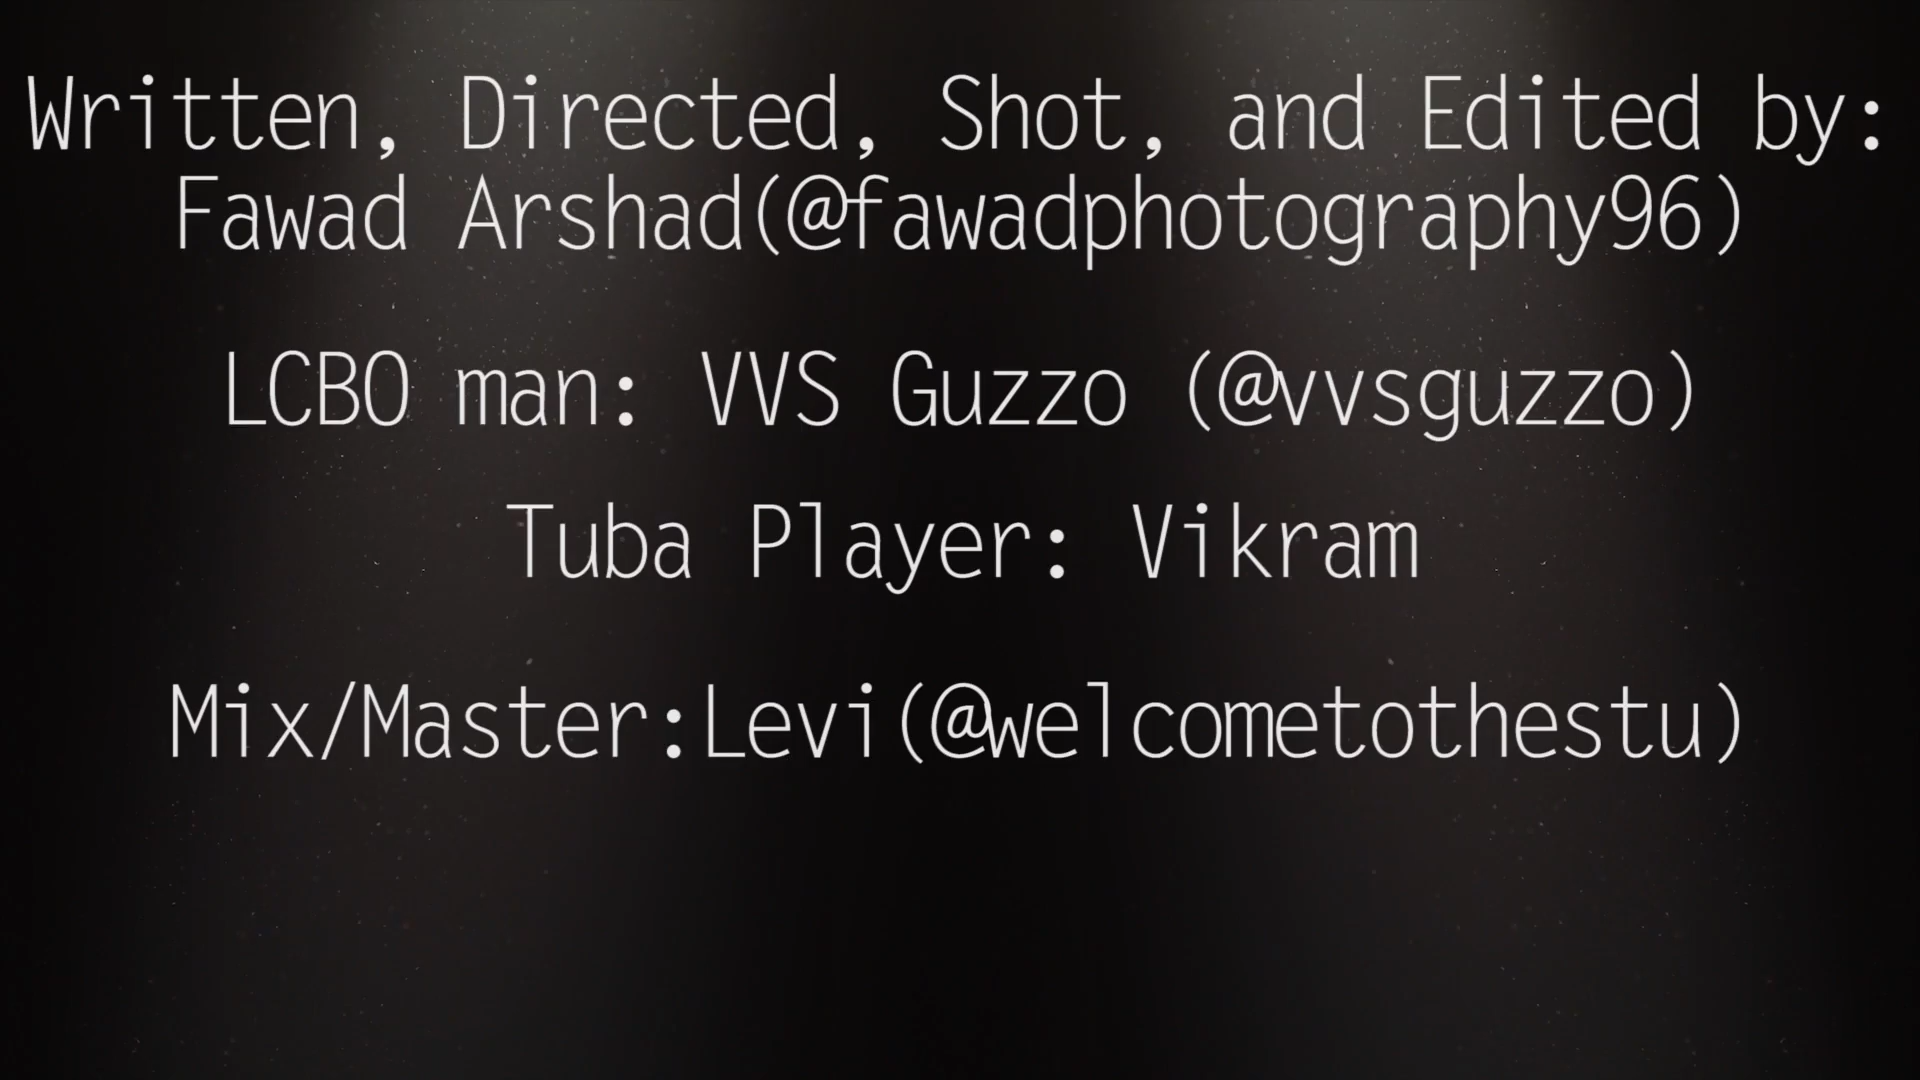 Written, Directed, Shot, and Edited by:
Fawad Arshad(@fawadphotography96)
LCBO man: VVS Guzzo (@vvsguzzo)
Tuba Player: Vikram
Mix/Master:Levi(@welcometothestu)